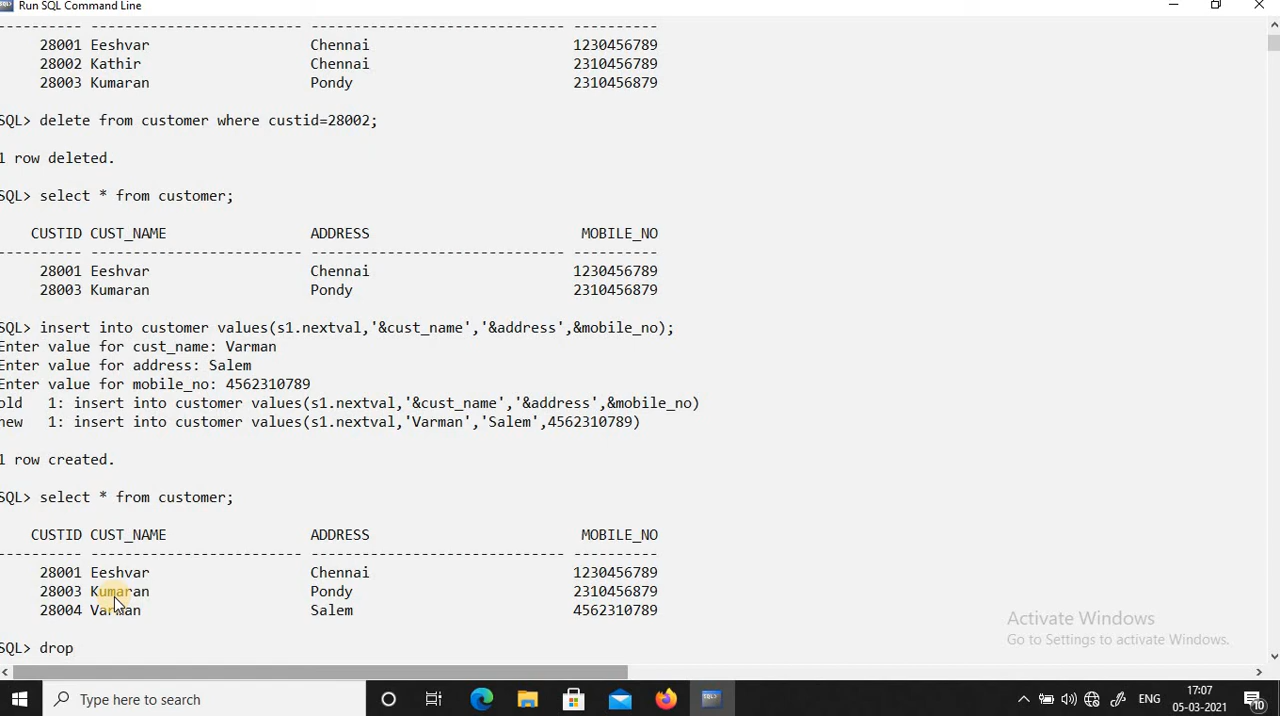 Run SQL Command Line
---------- ------------------------- ------------------------------ ----------
28001 Eeshvar Chennai 1230456789
28002 Kathir Chennai 2310456789
28003 Kumaran Pondy 2310456879
SQL> delete from customer where custid=28002;
1 row deleted.
SQL> select * from customer;
CUSTID CUST_NAME ADDRESS MOBILE_NO
---------- ------------------------- ------------------------------ ----------
28001 Eeshvar Chennai 1230456789
28003 Kumaran Pondy 2310456879
SQL> insert into customer values(s1.nextval,'&cust_name','&address',&mobile_no);
Enter value for cust_name: Varman
Enter value for address: Salem
Enter value for mobile_no: 4562310789
old 1: insert into customer values(s1.nextval,'&cust_name','&address',&mobile_no)
new 1: insert into customer values(s1.nextval,'Varman','Salem',4562310789)
1 row created.
SQL> select * from customer;
CUSTID CUST_NAME ADDRESS MOBILE_NO
---------- ------------------------- ------------------------------ ----------
28001 Eeshvar Chennai 1230456789
28003 Kumaran Pondy 2310456879
28004 Varman Salem 4562310789
SQL> drop
Activate Windows
Go to Settings to activate Windows.
Type here to search
ENG
17:07
05-03-2021
10